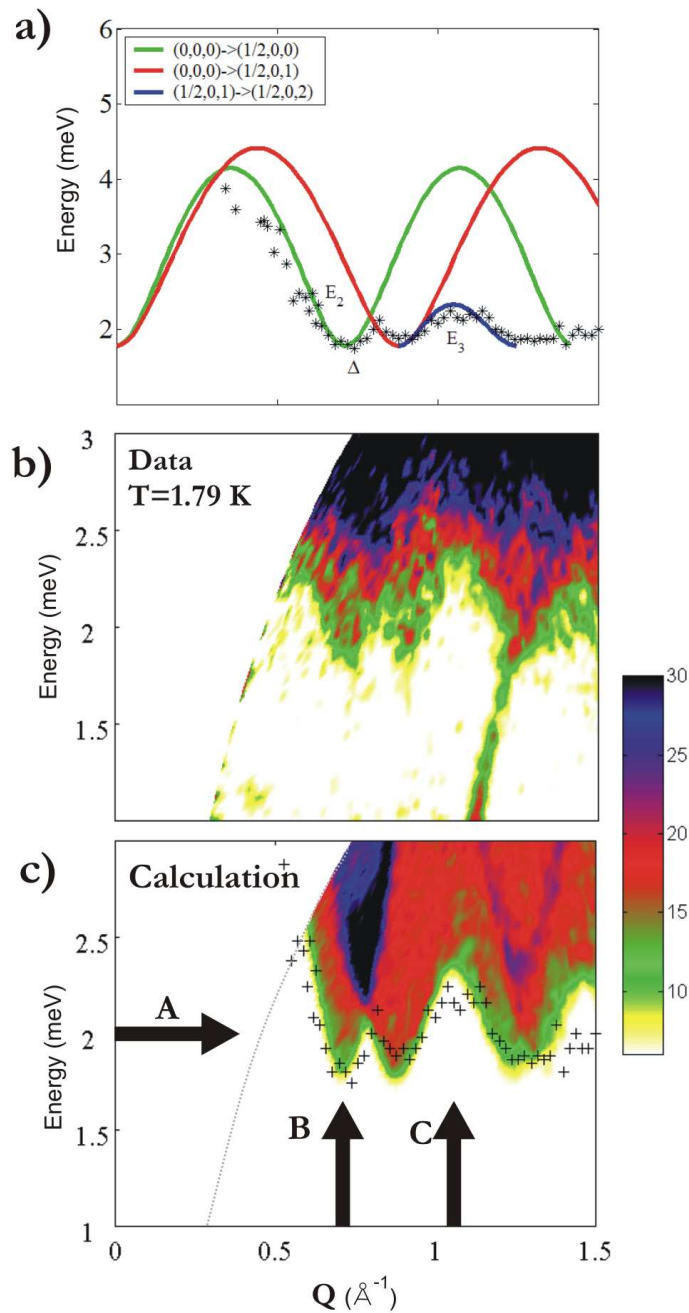 a)
6
5
4
3
2
1
Energy (meV)
(0,0,0)->(1/2,0,0)
(0,0,0)->(1/2,0,1)
(1/2,0,1)->(1/2,0,2)
E2
Δ
E3
b)
Data
T=1.79 K
3
2.5
2
1.5
Energy (meV)
30
25
20
15
10
c)
Calculation
2.5
2
1.5
1
Energy (meV)
A
B
C
0
0.5
1
1.5
Q (Å⁻¹)